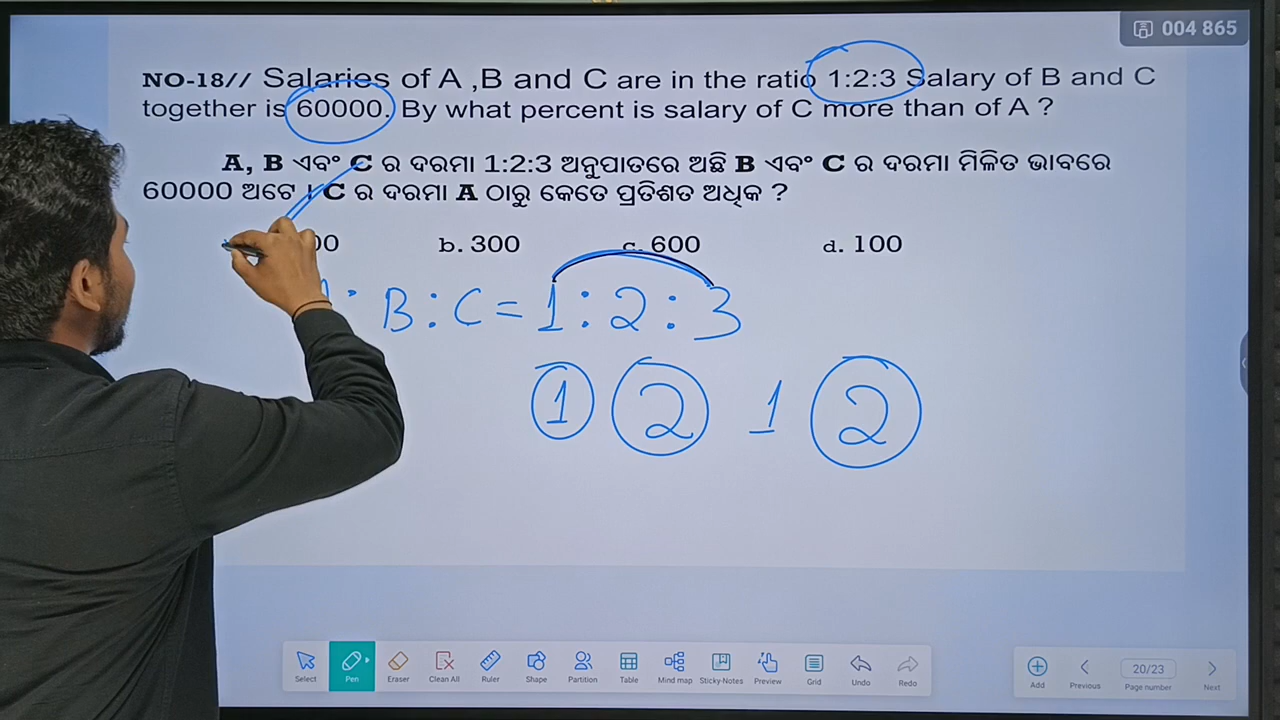 004 865
NO-18// Salaries of A ,B and C are in the ratio 1:2:3 Salary of B and C
together is 60000. By what percent is salary of C more than of A ?
A, B ଏବଂ C ର ଦରମା 1:2:3 ଅନୁପାତରେ ଅଛି B ଏବଂ C ର ଦରମା ମିଳିତ ଭାବରେ
60000 ଅଟେ । C ର ଦରମା A ଠାରୁ କେତେ ପ୍ରତିଶତ ଅଧିକ ?
00 b. 300 c. 600 d. 100
: B : C = 1 : 2 : 3
1 2 1 2
Select Pen Eraser Clean All Ruler Shape Partition Table Mind map Sticky-Notes Preview Grid Undo Redo
Add Previous 20/23 Page number Next